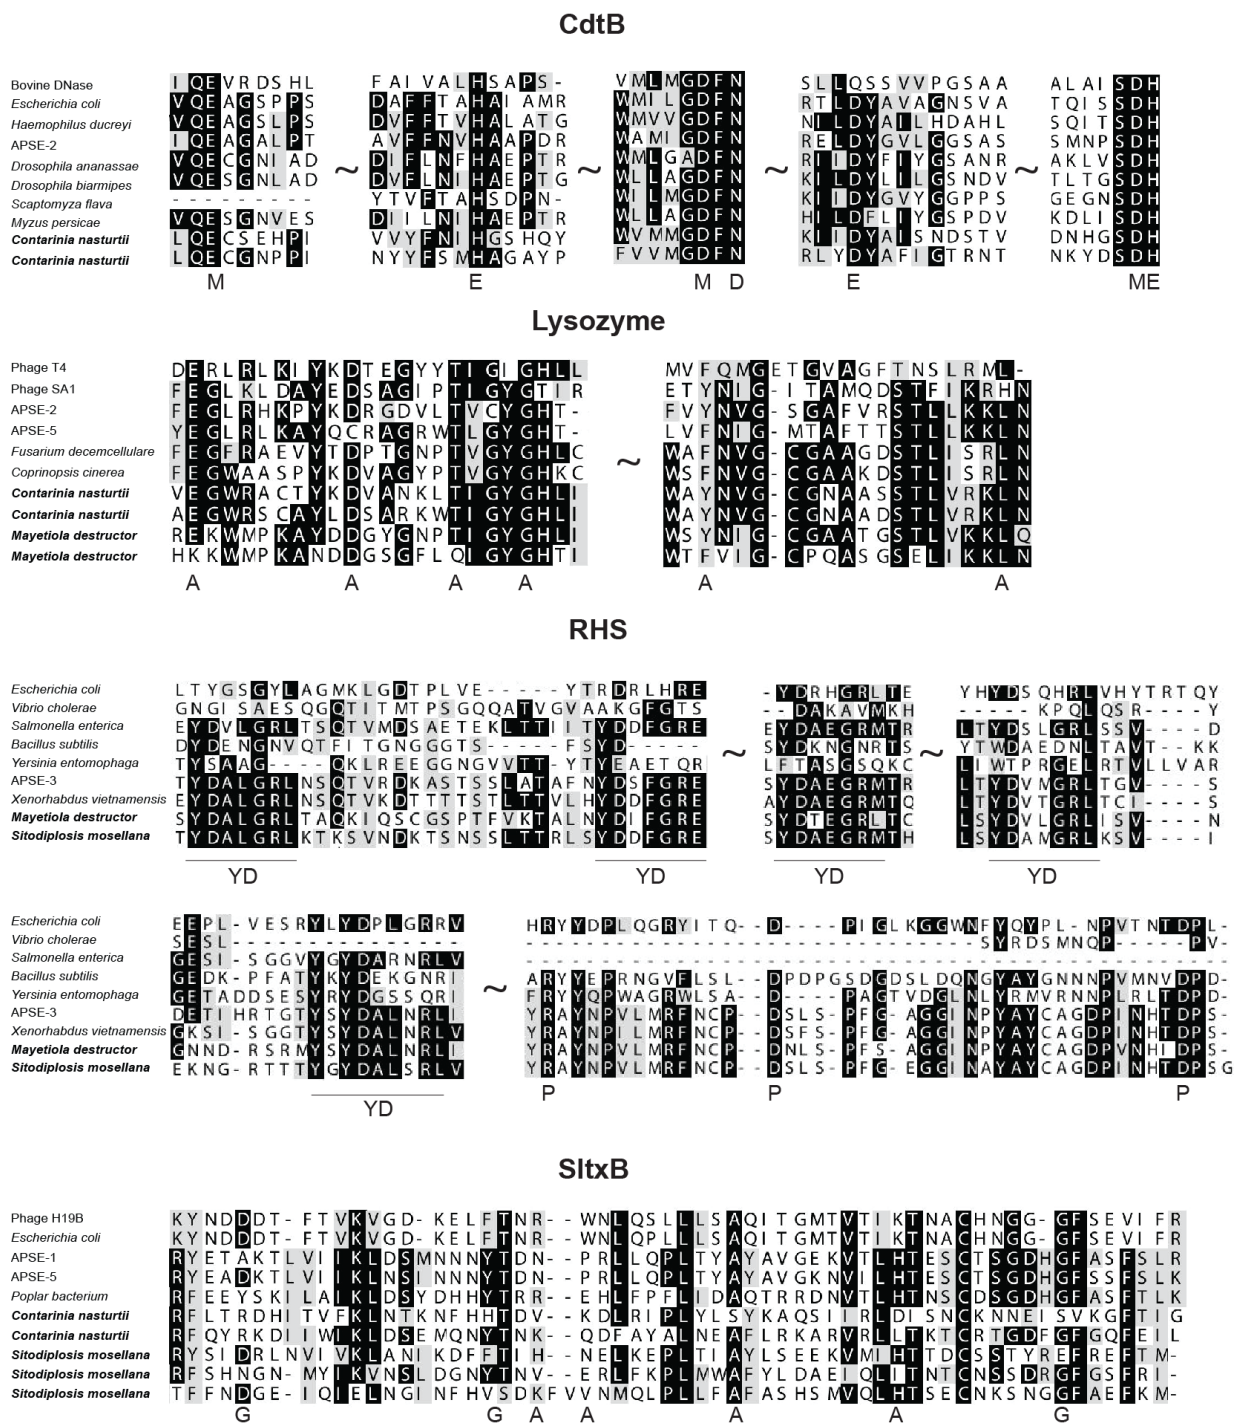 CdtB
Bovine DNase I Q E V R D S H L F A I V A L H S A P S - V M L M G D F N S L L Q S S V V P G S A A A L A I S D H
Escherichia coli V Q E A G S P P S D A F F T A H A I A M R W M I L G D F N R T L D Y A V A G N S V A T Q I S S D H
Haemophilus ducreyi V Q E A G S L P S D V F F T V H A L A T G W M V V G D F N N I L D Y A I L H D A H L S Q I T S D H
APSE-2 I Q E A G A L P T A V F F N V H A A P D R W A M I G D F N R E L D Y G V L G G S A S S M N P S D H
Drosophila ananassae V Q E C G N I A D D I F L N F H A E P T R W M L G A D F N R I I D Y F I Y G S A N R A K L V S D H
Drosophila biarmipes V Q E S G N L A D D V F L N I H A E P T G W L L A G D F N K I L D Y L I L G S N D V T L T G S D H
Scaptomyza flava - - - - - - - - - Y T V F T A H S D P N - W I L M G D F N K I I D Y G V Y G G P P S G E G N S D H
Myzus persicae V Q E S G N V E S D I I L N I H A E P T R W L L A G D F N H I L D F L I Y G S P D V K D L I S D H
Contarinia nasturtii L Q E C S E H P I V V Y F N I H G S H Q Y W V M M G D F N K I I D Y A I S N D S T V D N H G S D H
Contarinia nasturtii L Q E C G N P P I N Y Y F S M H A G A Y P F V V M G D F N R L Y D Y A F I G T R N T N K Y D S D H
~ ~ ~ ~
M E M D E ME
Lysozyme
Phage T4 D E R L R L K I Y K D T E G Y Y T I G I G H L L M V F Q M G E T G V A G F T N S L R M L -
Phage SA1 F E G L K L D A Y E D S A G I P T I G Y G T I R E T Y N I G - I T A M Q D S T F I K R H N
APSE-2 F E G L R H K P Y K D R G D V L T V C Y G H T - F V Y N V G - S G A F V R S T L L K K L N
APSE-5 Y E G L R L K A Y Q C R A G R W T L G Y G H T - L V F N I G - M T A F T T S T L L K K L N
Fusarium decemcellulare F E G F R A E V Y T D P T G N P T V G Y G H L C W A F N V G - C G A A G D S T L I S R L N
Coprinopsis cinerea F E G W A A S P Y K D V A G Y P T V G Y G H K C W S F N V G - C G A A K D S T L I S R L N
Contarinia nasturtii V E G W R A C T Y K D V A N K L T I G Y G H L I W A Y N V G - C G N A A S S T L V R K L N
Contarinia nasturtii A E G W R S C A Y L D S A R K W T I G Y G H L I W A Y N V G - C G N A A D S T L V R K L N
Mayetiola destructor R E K W M P K A Y D D G Y G N P T I G Y G H L I W S Y N I G - C G A A T G S T L V K K L Q
Mayetiola destructor H K K W M P K A N D D G S G F L Q I G Y G H T I W T F V I G - C P Q A S G S E L I K K L N
~
A A A A A A
RHS
Escherichia coli L T Y G S G Y L A G M K L G D T P L V E - - - - - Y T R D R L H R E - Y D R H G R L T E Y H Y D S Q H R L V H Y T R T Q Y
Vibrio cholerae G N G I S A E S Q G Q T I T M T P S G Q Q A T V G V A A K G F G T S - - D A K A V M K H - - - - K P Q L Q S R - - - - Y
Salmonella enterica E Y D V L G R L T S Q T V M D S A E T E K L T T I I T Y D D F G R E E Y D A E G R M T R L T Y D S L G R L S S V - - - - D
Bacillus subtilis D Y D E N G N V Q T F I T G N G G G T S - - - - F S Y D - - - - - S Y D K N G N R T S Y T W D A E D N L T A V T - - K K
Yersinia entomophaga T Y S A A G - - - - Q K L R E E G G N G V V T T - Y T Y E A E T Q R L F T A S G S Q K C L I W T P R G E L R T V L L V A R
APSE-3 T Y D A L G R L N S Q T V R D K A S T S S L A T A F N Y D S F G R E A Y D A E G R M T R L T Y D V M G R L T G V - - - - S
Xenorhabdus vietnamensis E Y D A L G R L N S Q T V K D T T T T S T L T T V L H Y D D F G R E A Y D A E G R M T Q L T Y D V T G R L T C I - - - - S
Mayetiola destructor S Y D A L G R L T A Q K I Q S C G S P T F V K T A L N Y D I F G R E S Y D T E G R L T C L S Y D V L G R L I S V - - - - N
Sitodiplosis mosellana T Y D A L G R L K T K S V N D K T S N S S L T T R L S Y D D F G R E S Y D A E G R M T H L S Y D A M G R L K S V - - - - I
~ ~
YD YD YD YD
Escherichia coli E E P L - V E S R Y L Y D P L G R R V H R Y Y D P L Q G R Y I T Q - D - - - - P I G L K G G W N F Y Q Y P L - N P V T N T D P L -
Vibrio cholerae S E S L - - - - - - - - - - - - - - - - - - - - - - - - - - - - - - - - - - - - - - - - - S Y R D S M N Q P - - - - P V -
Salmonella enterica G E S I - S G G V Y G Y D A R N R L V - - - - - - - - - - - - - - - - - - - - - - - - - - - - - - - - - - - - - - - - -
Bacillus subtilis G E D K - P F A T Y K Y D E K G N R I A R Y Y E P R N G V F L S L - D P D P G S D G D S L D Q N G Y A Y G N N N P V M N V D P D -
Yersinia entomophaga G E T A D D S E S Y R Y D G S S Q R I F R Y Y Q P W A G R W L S A - - D - - - - P A G T V D G L N L Y R M V R N N P L R L T D P D -
APSE-3 D E T I H R T G T Y S Y D A L N R L I Y R A Y N P V L M R F N C P - D S L S - P F G - A G G I N P Y A Y C A G D P I N H T D P S -
Xenorhabdus vietnamensis G K S I - S G G T Y S Y D A L N R L V Y R A Y N P I L M R F N C P - D S F S - P F G - A G G I N P Y A Y C A G D P I N H T D P S -
Mayetiola destructor G N N D - R S R M Y S Y D A L N R L I Y R A Y N P V L M R F N C P - D N L S - P F S - A G G I N P Y A Y C A G D P V N H I D P S -
Sitodiplosis mosellana E K N G - R T T T Y G Y D A L S R L V Y R A Y N P V L M R F N C P - D S L S - P F G - E G G I N A Y A Y C A G D P I N H T D P S G
~
YD P P P
SltxB
Phage H19B K Y N D D D T - F T V K V G D - K E L F T N R - - W N L Q S L L L S A Q I T G M T V T I K T N A C H N G G - G F S E V I F R
Escherichia coli K Y N D D D T - F T V K V G D - K E L F T N R - - W N L Q P L L L S A Q I T G M T V T I K T N A C H N G G - G F S E V I F R
APSE-1 R Y E T A K T L V I I K L D S M N N N Y T D N - - P R L L Q P L T Y A Y A V G E K V T L H T E S C T S G D H G F A S F S L R
APSE-5 R Y E A D K T L V I I K L N S I N N N Y T D N - - P R L L Q P L T Y A Y A V G K N V I L H T E S C T S G D H G F S S F S L K
Poplar bacterium R F E E Y S K I L A I K L D S Y D H H Y T R R - - E H L F P F L I D A Q T R R D N V T L H T N S C D S G D H G F A S F T L K
Contarinia nasturtii R F L T R D H I T V F K L N T K N F H H T D V - - K D L R I P L Y L S Y K A Q S I I R L D I S N C K N N E I S V K G F T I G
Contarinia nasturtii R F Q Y R K D I I W I K L D S E M Q N Y T N K - - Q D F A Y A L N E A F L R K A R V R L L T K T C R T G D F G F G Q F E I L
Sitodiplosis mosellana R Y S I D R L N V I V K L A N I K D F F T I H - - N E L K E P L T I A Y L S E E K V M I H T T D C S S T Y R E F R E F T M -
Sitodiplosis mosellana R F S H N G N - M Y I K V N S L D G N Y T N V - - E R L F K P L M W A F Y L D A E I Q L I T N T C N S S D R G F G S F R I -
Sitodiplosis mosellana T F F N D G E - I Q I E L N G I N F H V S D K F V V N M Q L P L L F A F A S H S M V Q L H T S E C N K S N G G F A E F K M -
G G A A A A G